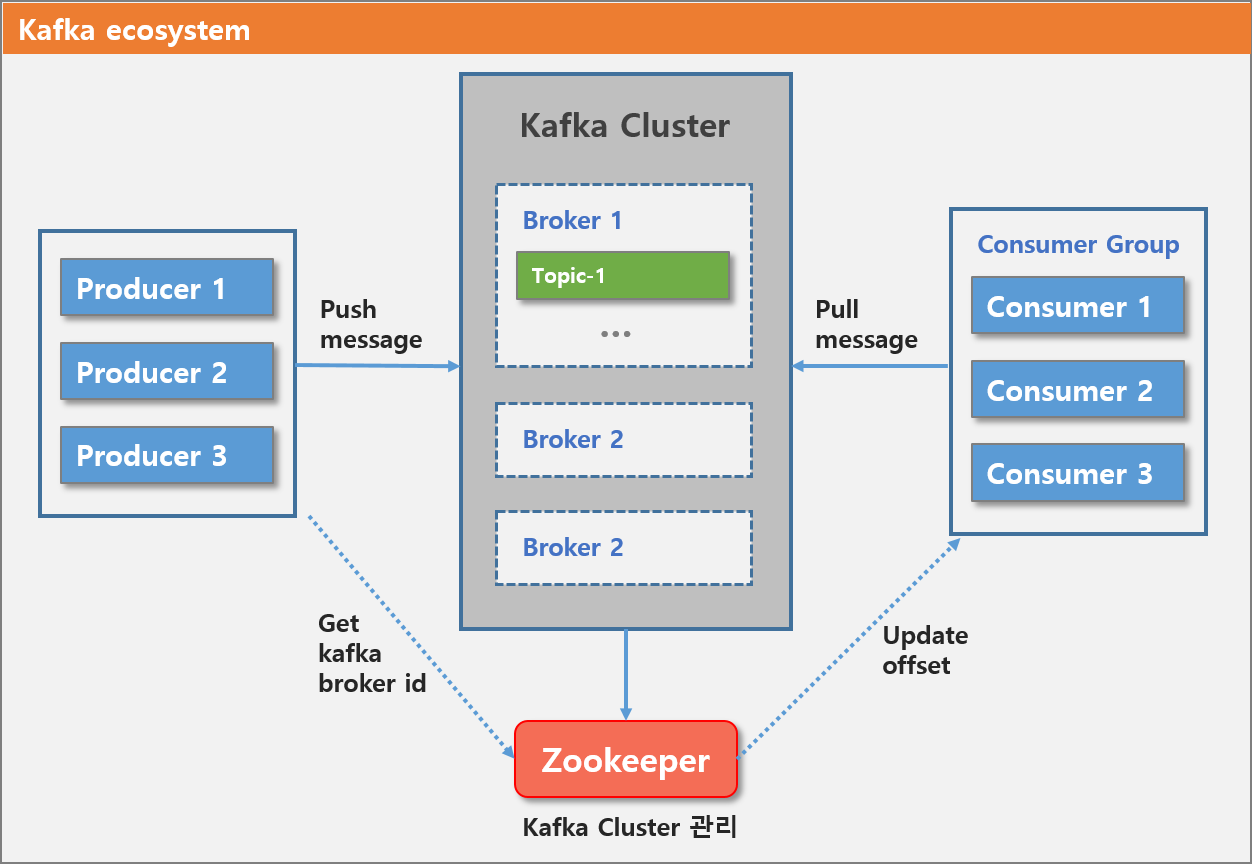 Kafka ecosystem
Kafka Cluster
Broker 1
Topic-1
...
Broker 2
Broker 2
Producer 1
Producer 2
Producer 3
Push
message
Pull
message
Consumer Group
Consumer 1
Consumer 2
Consumer 3
Get
kafka
broker id
Update
offset
Zookeeper
Kafka Cluster 관리